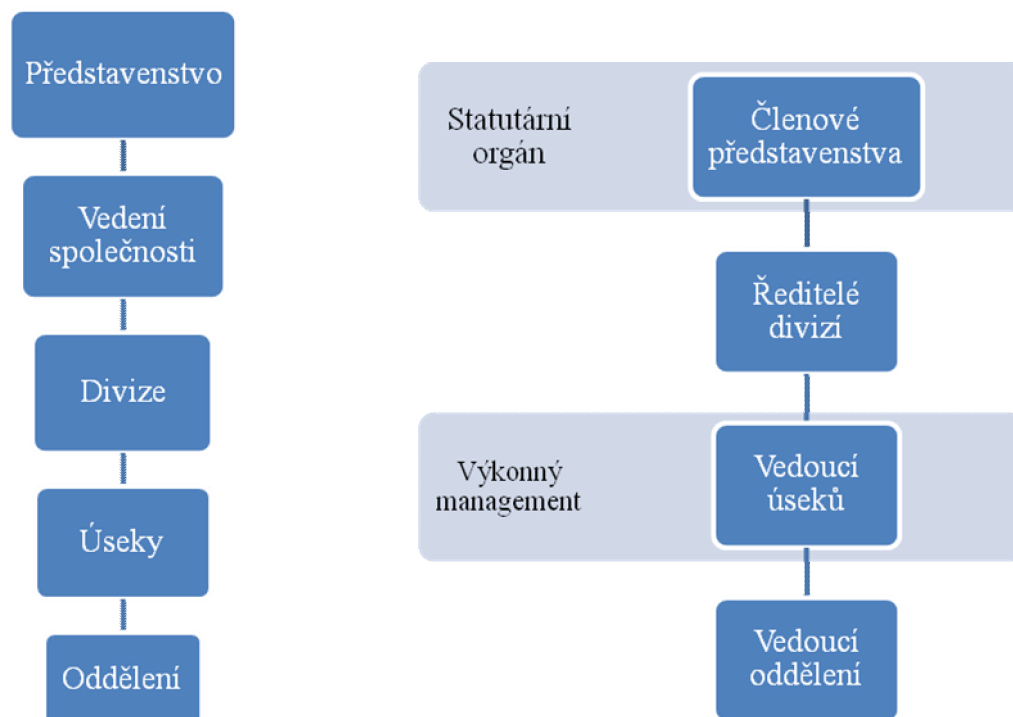 Představenstvo
Vedení
společnosti
Divize
Úseky
Oddělení
Statutární
orgán
Členové
představenstva
Ředitelé
divizí
Výkonný
management
Vedoucí
úseků
Vedoucí
oddělení